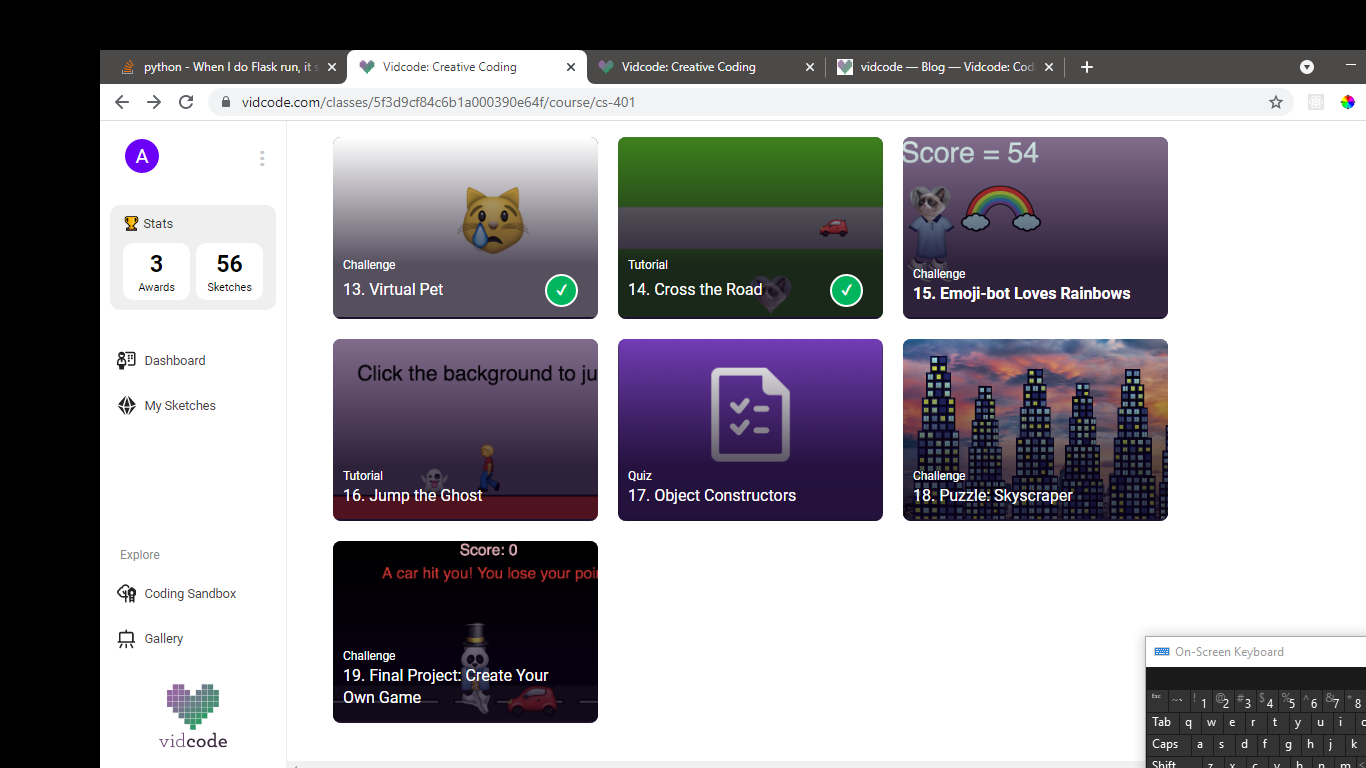 python - When I do Flask run, it s
Vidcode: Creative Coding
Vidcode: Creative Coding
vidcode — Blog — Vidcode: Cod
vidcode.com/classes/5f3d9cf84c6b1a000390e64f/course/cs-401
A
Stats
3
Awards
56
Sketches
Dashboard
My Sketches
Explore
Coding Sandbox
Gallery
vidcode
Challenge
13. Virtual Pet
Tutorial
14. Cross the Road
Score = 54
Challenge
15. Emoji-bot Loves Rainbows
Click the background to ju
Tutorial
16. Jump the Ghost
Quiz
17. Object Constructors
Challenge
18. Puzzle: Skyscraper
Score: 0
A car hit you! You lose your poi
Challenge
19. Final Project: Create Your
Own Game
On-Screen Keyboard
Esc ~` ! 1 @ 2 # 3 $ 4 % 5 ^ 6 & 7 * 8
Tab q w e r t y u i o
Caps a s d f g h j k
Shift z x c v b n m <